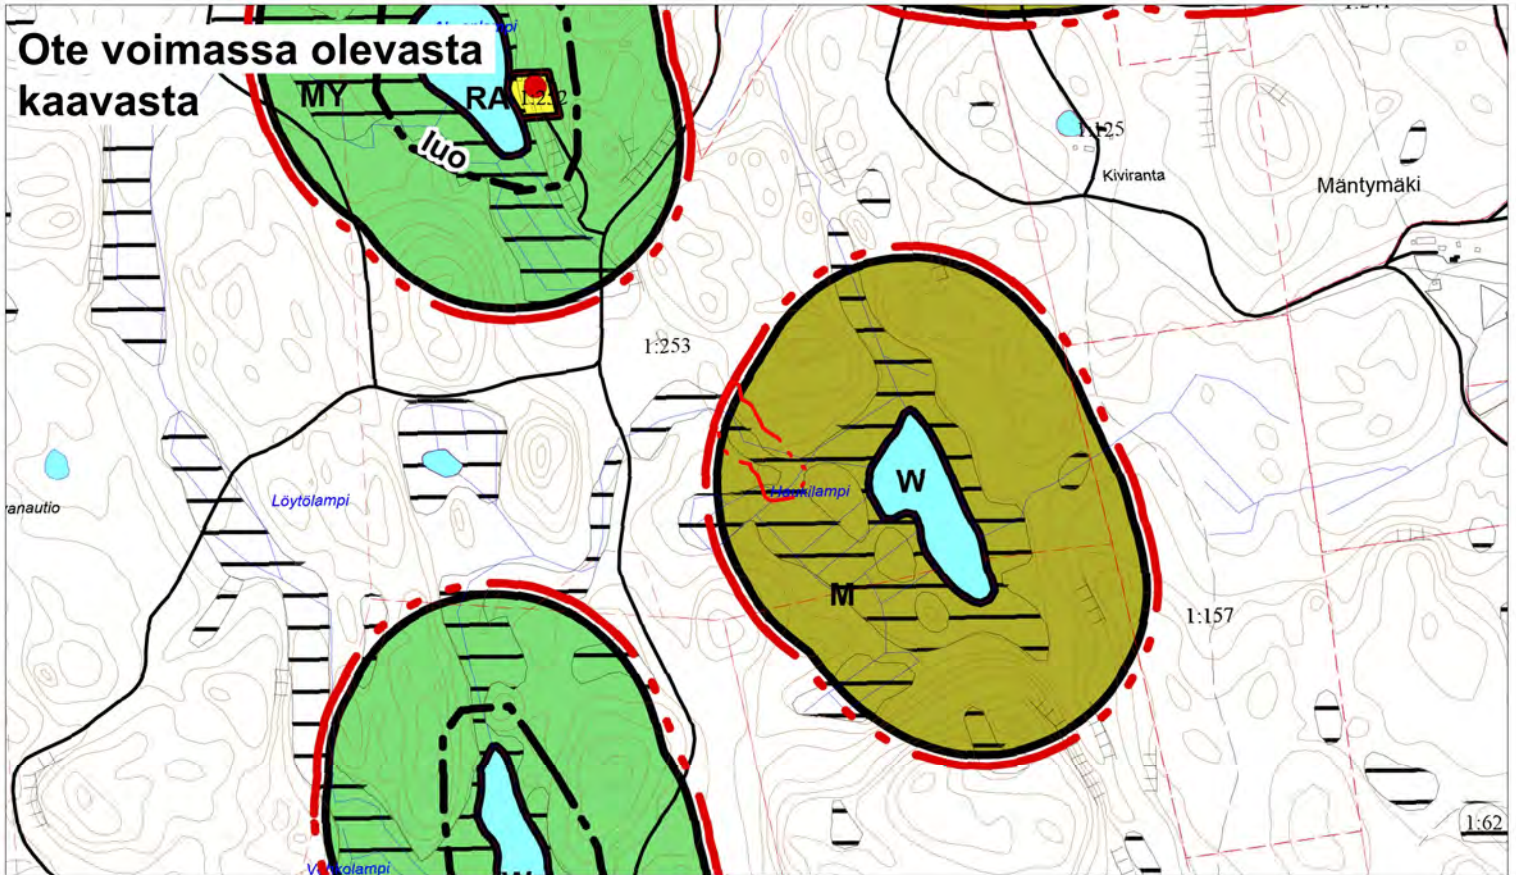 Ote voimassa olevasta
kaavasta
MY
RA
1:252
luo
1:125
Kiviranta
Mäntymäki
1:253
Löytölampi
Haukilampi
W
M
1:157
1:62
W